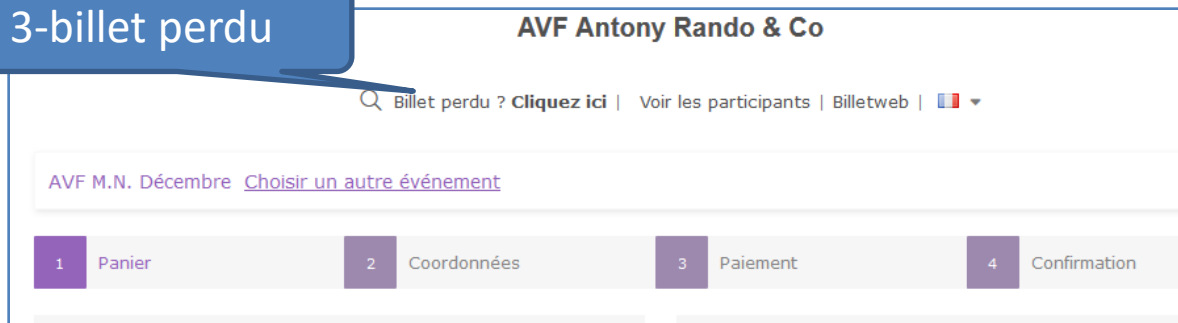 3-billet perdu
AVF Antony Rando & Co
Billet perdu ? Cliquez ici | Voir les participants | Billetweb |
AVF M.N. Décembre Choisir un autre événement
1 Panier 2 Coordonnées 3 Paiement 4 Confirmation